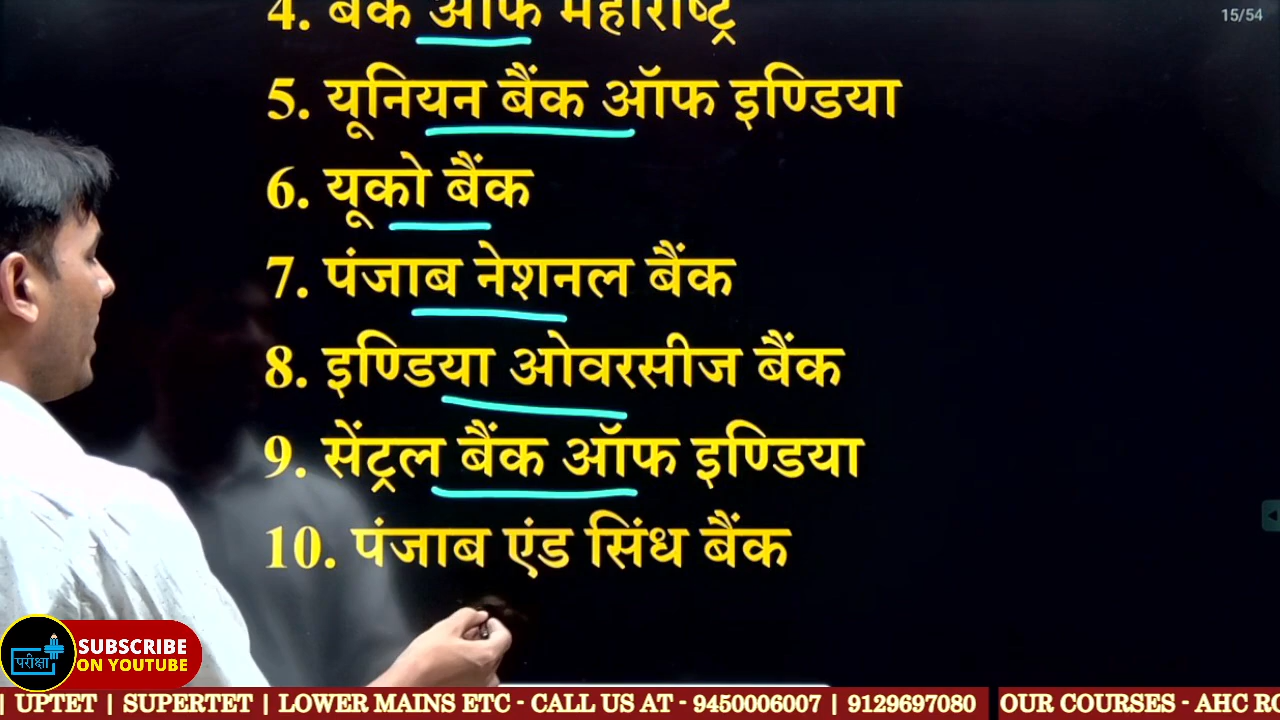 15/54
4. बैंक ऑफ महाराष्ट्र
5. यूनियन बैंक ऑफ इण्डिया
6. यूको बैंक
7. पंजाब नेशनल बैंक
8. इण्डिया ओवरसीज बैंक
9. सेंट्रल बैंक ऑफ इण्डिया
10. पंजाब एंड सिंध बैंक
परीक्षा
SUBSCRIBE
ON YOUTUBE
| UPTET | SUPERTET | LOWER MAINS ETC - CALL US AT - 9450006007 | 9129697080 OUR COURSES - AHC